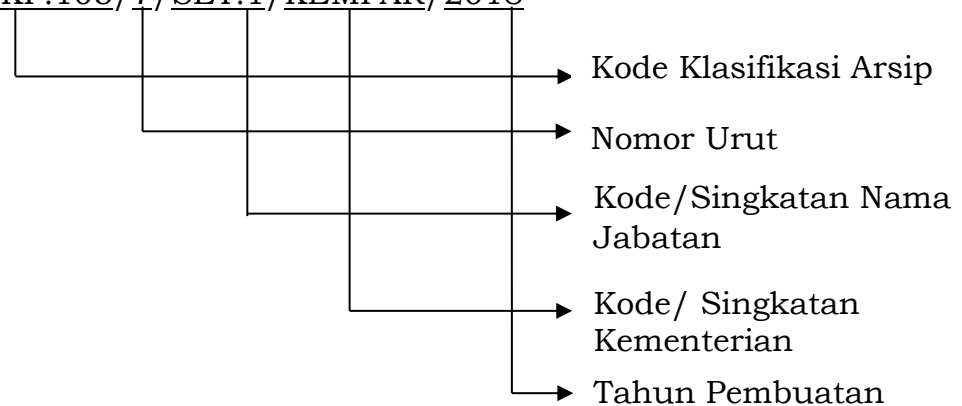 Kode Klasifikasi Arsip
Nomor Urut
Kode/Singkatan Nama
Jabatan
Kode/ Singkatan
Kementerian
Tahun Pembuatan